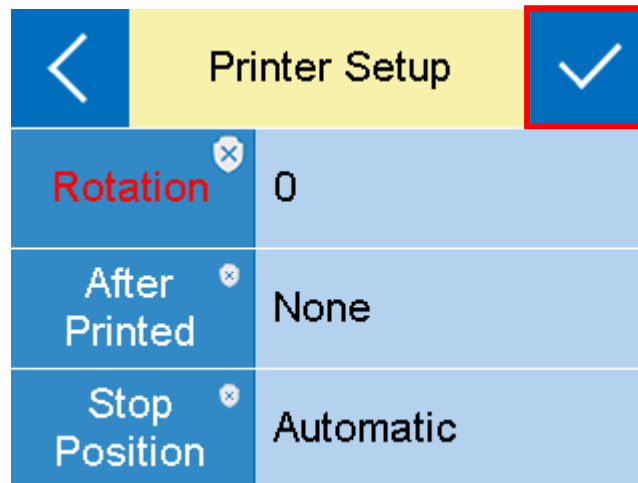 Printer Setup
Rotation
0
After
Printed
None
Stop
Position
Automatic